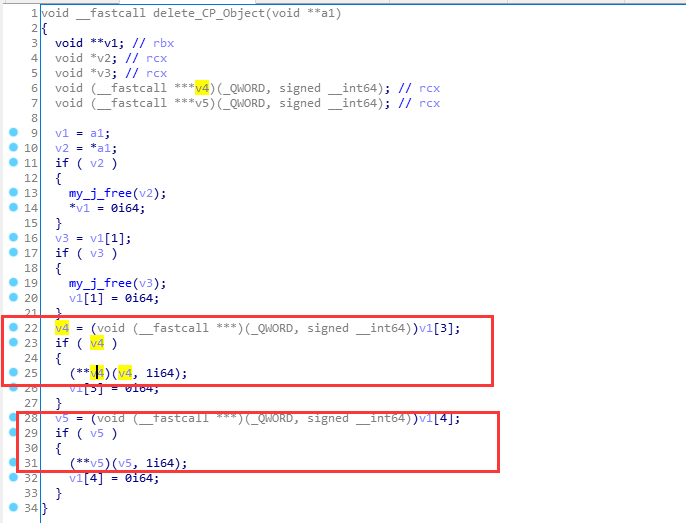 1 void __fastcall delete_CP_Object(void **a1)
2 {
3 void **v1; // rbx
4 void *v2; // rcx
5 void *v3; // rcx
6 void (__fastcall ***v4)(_QWORD, signed __int64); // rcx
7 void (__fastcall ***v5)(_QWORD, signed __int64); // rcx
8
9 v1 = a1;
10 v2 = *a1;
11 if ( v2 )
12 {
13 my_j_free(v2);
14 *v1 = 0i64;
15 }
16 v3 = v1[1];
17 if ( v3 )
18 {
19 my_j_free(v3);
20 v1[1] = 0i64;
21 }
22 v4 = (void (__fastcall ***)(_QWORD, signed __int64))v1[3];
23 if ( v4 )
24 {
25 (**v4)(v4, 1i64);
26 v1[3] = 0i64;
27 }
28 v5 = (void (__fastcall ***)(_QWORD, signed __int64))v1[4];
29 if ( v5 )
30 {
31 (**v5)(v5, 1i64);
32 v1[4] = 0i64;
33 }
34 }